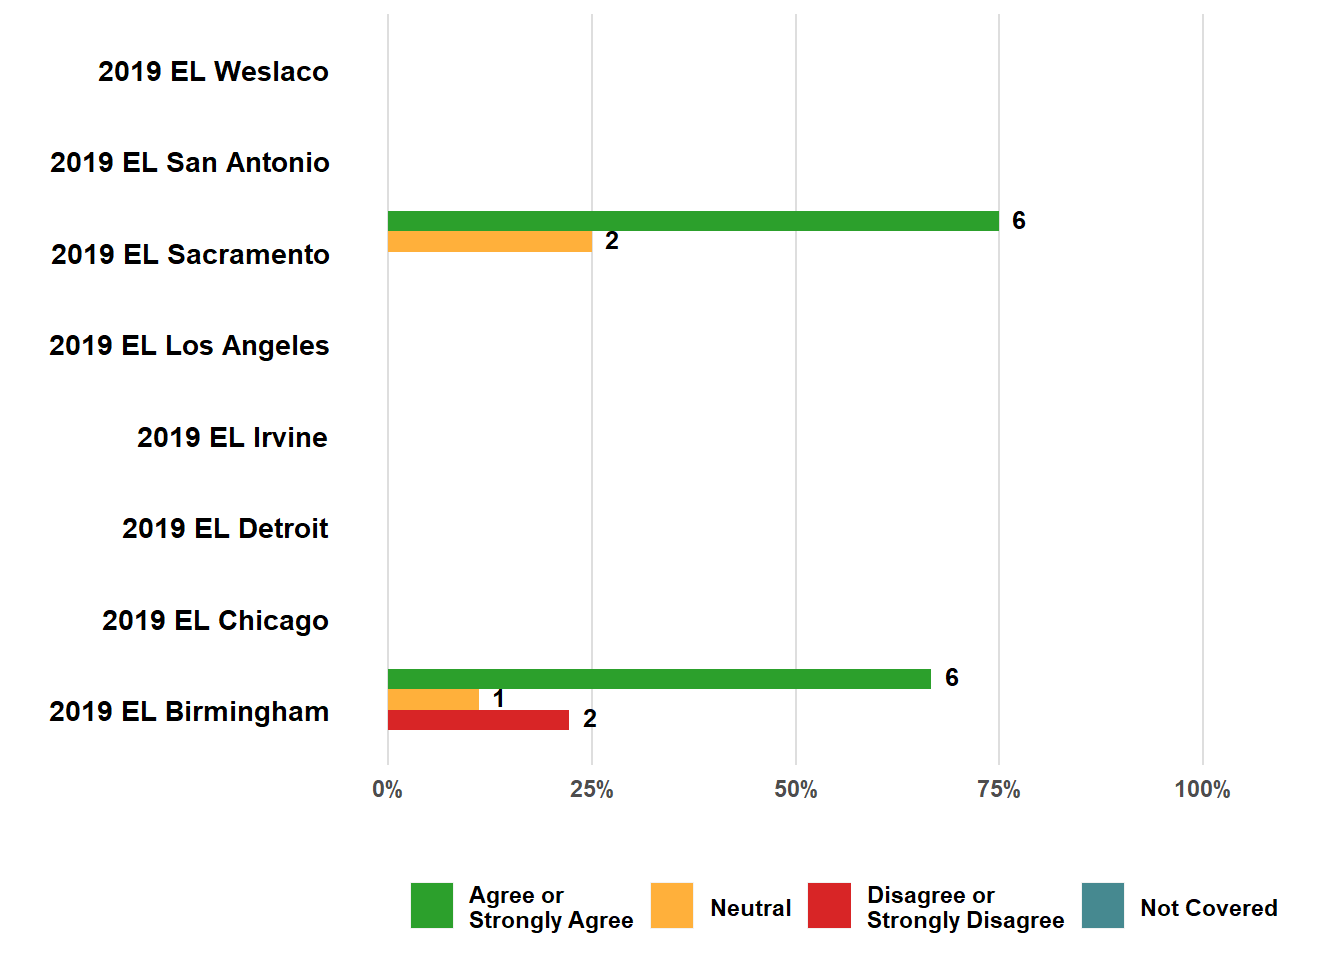 2019 EL Weslaco
2019 EL San Antonio
6
2
2019 EL Sacramento
2019 EL Los Angeles
2019 EL Irvine
2019 EL Detroit
2019 EL Chicago
6
1
2019 EL Birmingham
2
0%
25%
50%
75%
100%
Agree or
Strongly Agree
Neutral
Disagree or
Strongly Disagree
Not Covered